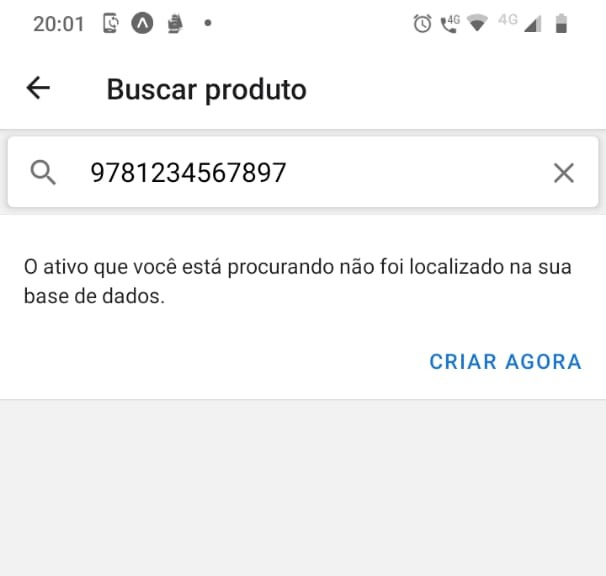 20:01
4G
4G
Buscar produto
9781234567897
O ativo que você está procurando não foi localizado na sua
base de dados.
CRIAR AGORA